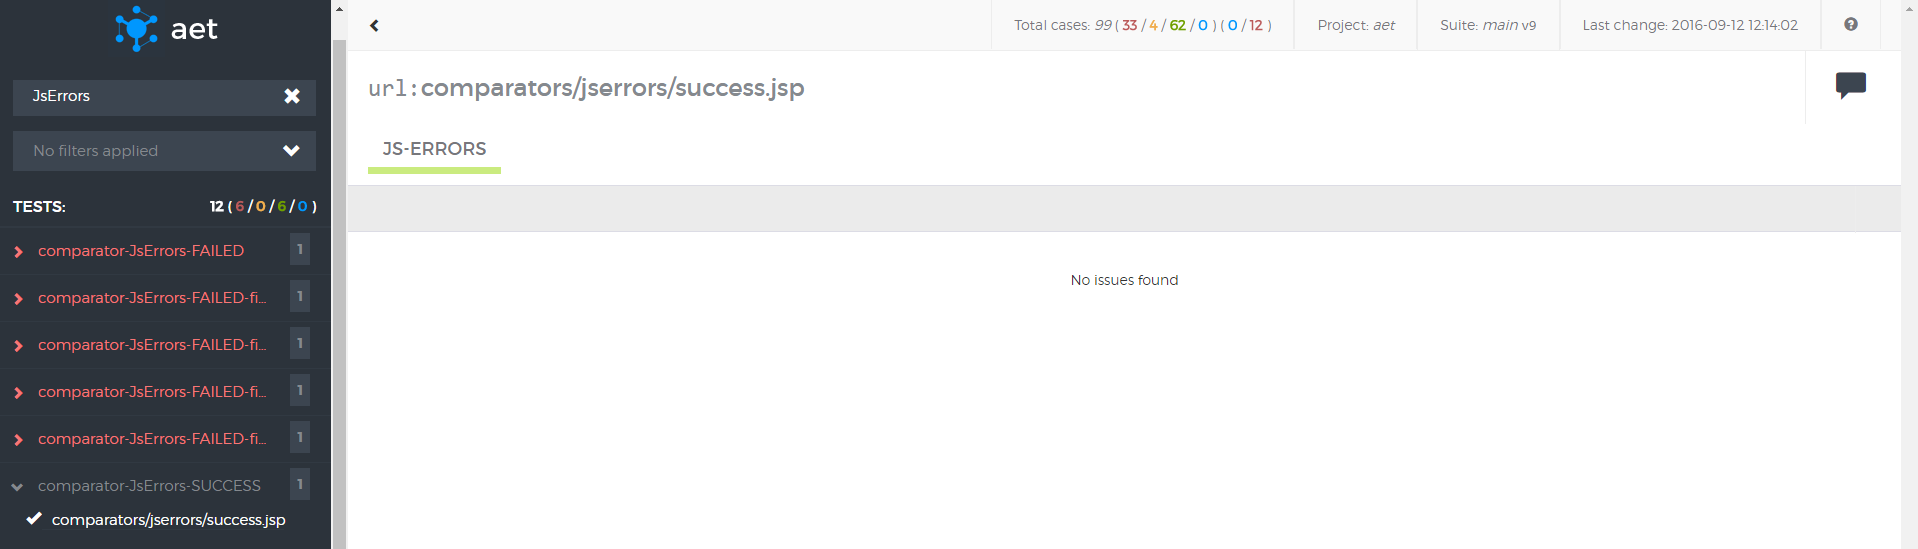 aet
JsErrors
No filters applied
TESTS: 12 ( 6 / 0 / 6 / 0 )
comparator-JsErrors-FAILED 1
comparator-JsErrors-FAILED-fi... 1
comparator-JsErrors-FAILED-fi... 1
comparator-JsErrors-FAILED-fi... 1
comparator-JsErrors-FAILED-fi... 1
comparator-JsErrors-SUCCESS 1
comparators/jserrors/success.jsp
Total cases: 99 ( 33 / 4 / 62 / 0 ) ( 0 / 12 ) Project: aet Suite: main v9 Last change: 2016-09-12 12:14:02 ?
url:comparators/jserrors/success.jsp
JS-ERRORS
No issues found